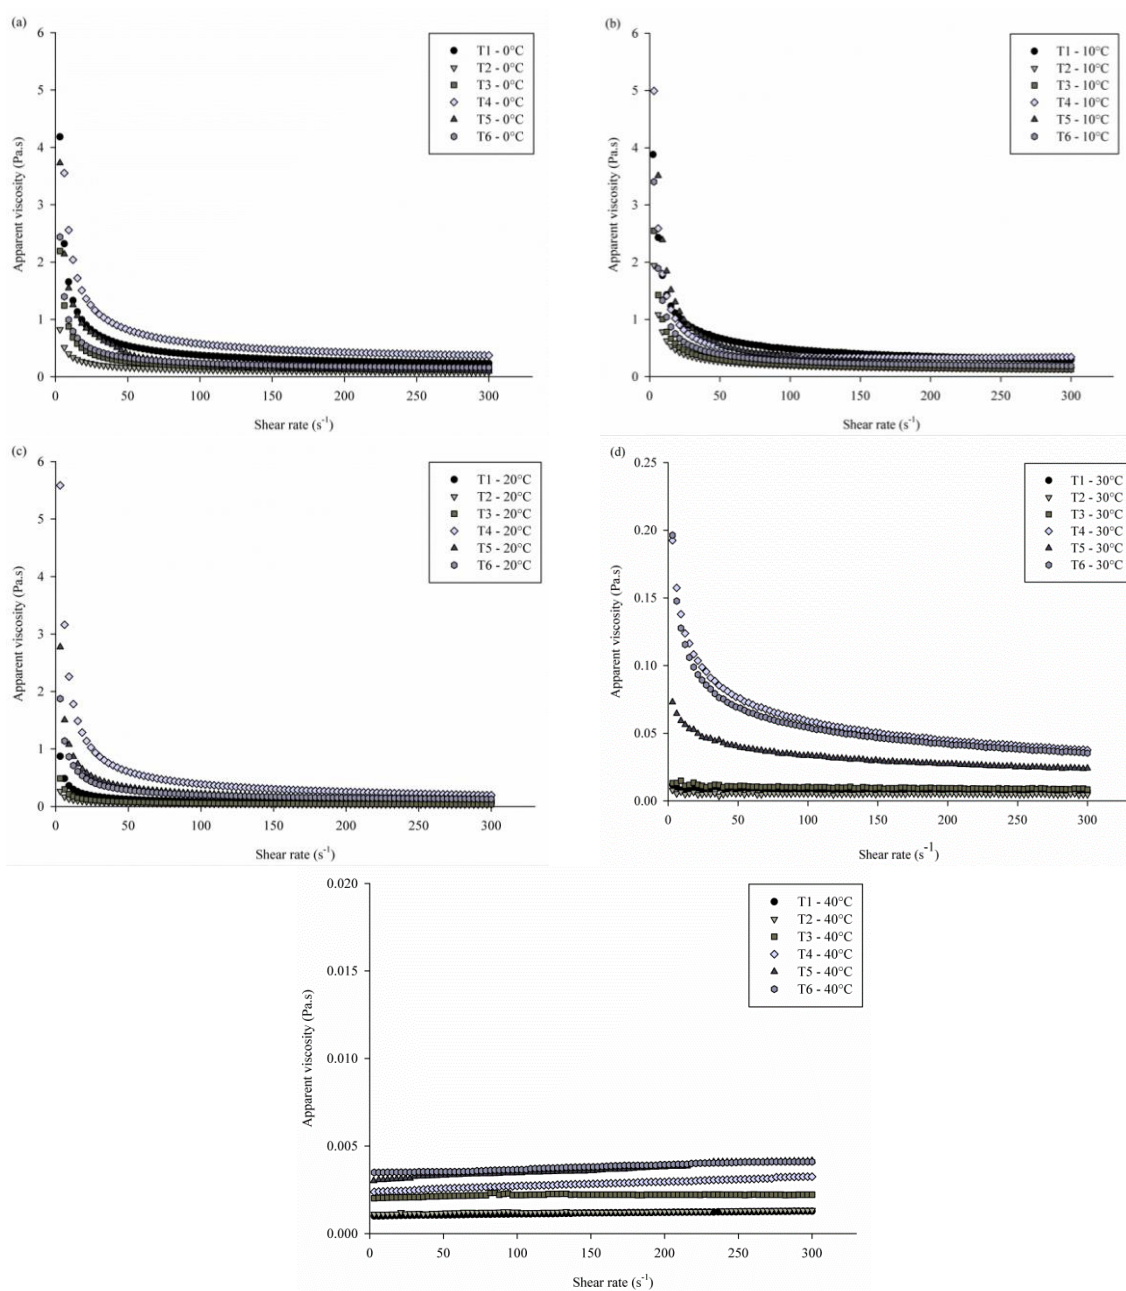 (a)
6
5
4
3
2
1
0
Apparent viscosity (Pa.s)
T1 - 0°C
T2 - 0°C
T3 - 0°C
T4 - 0°C
T5 - 0°C
T6 - 0°C
0 50 100 150 200 250 300
Shear rate (s⁻¹)
(b)
6
5
4
3
2
1
0
Apparent viscosity (Pa.s)
T1 - 10°C
T2 - 10°C
T3 - 10°C
T4 - 10°C
T5 - 10°C
T6 - 10°C
0 50 100 150 200 250 300
Shear rate (s⁻¹)
(c)
6
5
4
3
2
1
0
Apparent viscosity (Pa.s)
T1 - 20°C
T2 - 20°C
T3 - 20°C
T4 - 20°C
T5 - 20°C
T6 - 20°C
0 50 100 150 200 250 300
Shear rate (s⁻¹)
(d)
0.25
0.20
0.15
0.10
0.05
0.00
Apparent viscosity (Pa.s)
T1 - 30°C
T2 - 30°C
T3 - 30°C
T4 - 30°C
T5 - 30°C
T6 - 30°C
0 50 100 150 200 250 300
Shear rate (s⁻¹)
0.020
0.015
0.010
0.005
0.000
Apparent viscosity (Pa.s)
T1 - 40°C
T2 - 40°C
T3 - 40°C
T4 - 40°C
T5 - 40°C
T6 - 40°C
0 50 100 150 200 250 300
Shear rate (s⁻¹)